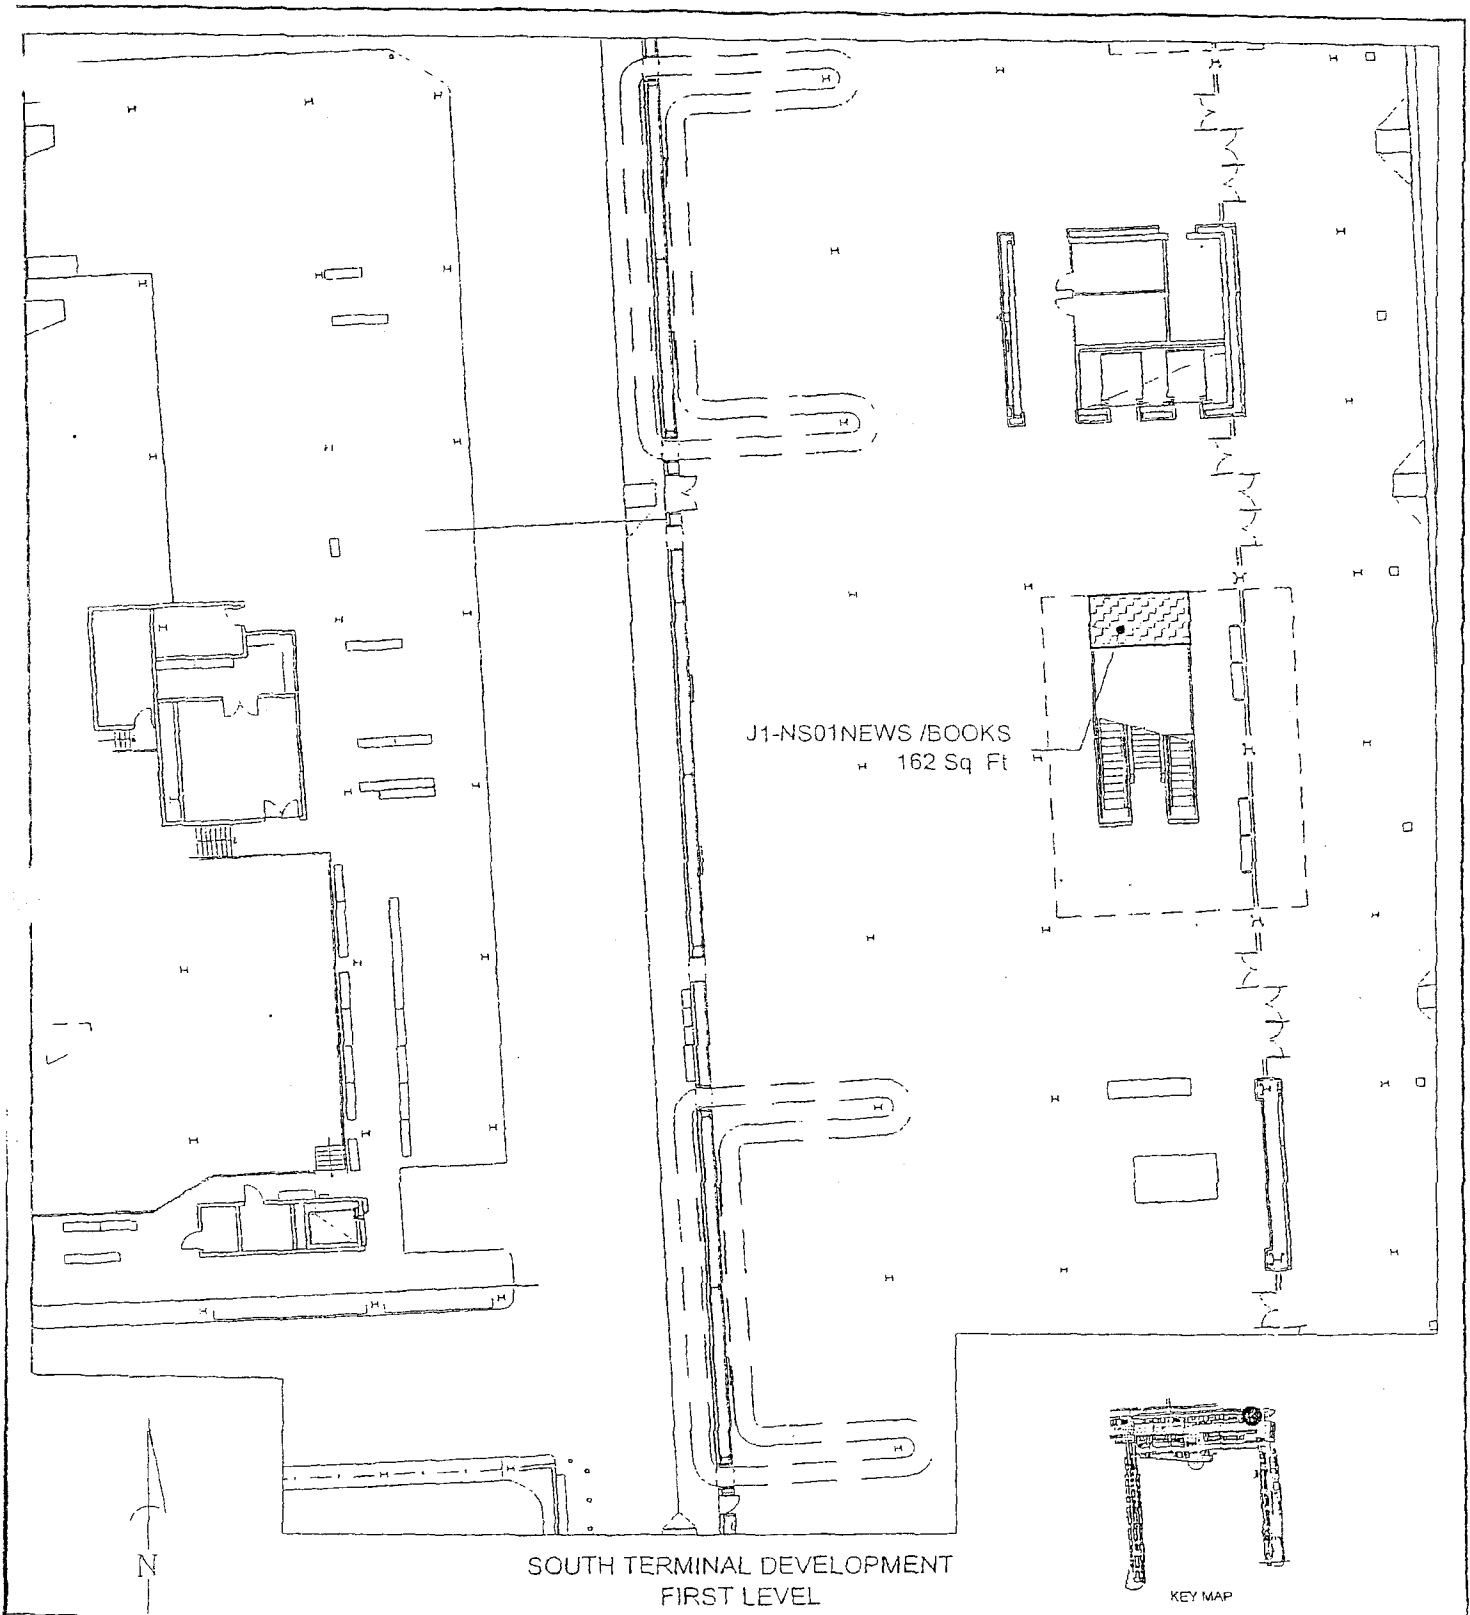 J1-NS01NEWS /BOOKS
162 Sq Ft
N
SOUTH TERMINAL DEVELOPMENT
FIRST LEVEL
KEY MAP